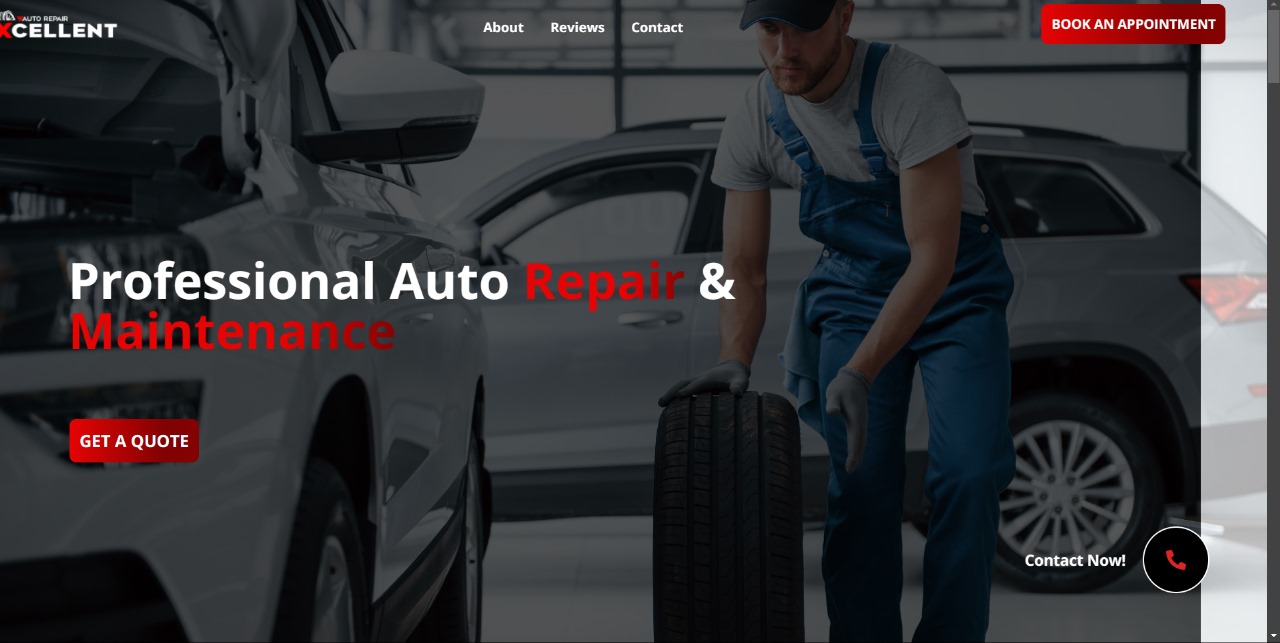 AUTO REPAIR
XCELLENT
About Reviews Contact
BOOK AN APPOINTMENT
Professional Auto Repair &
Maintenance
GET A QUOTE
Contact Now!